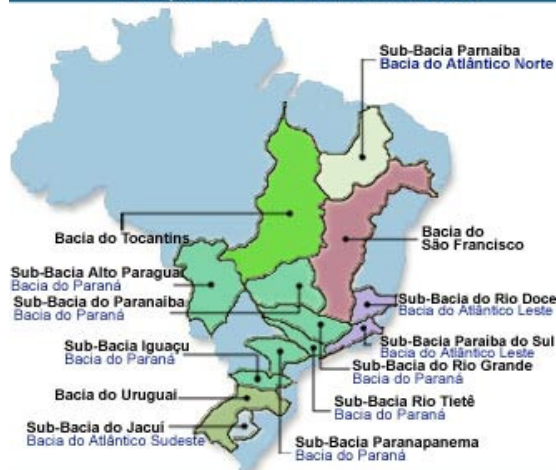 Sub-Bacia Parnaíba
Bacia do Atlântico Norte
Bacia do Tocantins
Bacia do
São Francisco
Sub-Bacia Alto Paraguai
Bacia do Paraná
Sub-Bacia do Paranaíba
Bacia do Paraná
Sub-Bacia do Rio Doce
Bacia do Atlântico Leste
Sub-Bacia Paraíba do Sul
Bacia do Atlântico Leste
Sub-Bacia Iguaçu
Bacia do Paraná
Sub-Bacia do Rio Grande
Bacia do Paraná
Bacia do Uruguai
Sub-Bacia Rio Tietê
Bacia do Paraná
Sub-Bacia do Jacuí
Bacia do Atlântico Sudeste
Sub-Bacia Paranapanema
Bacia do Paraná